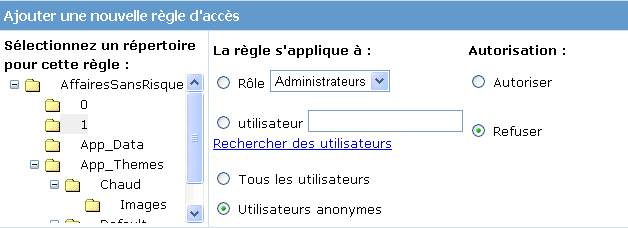 Ajouter une nouvelle règle d'accès
Sélectionnez un répertoire
pour cette règle :
AffairesSansRisque
0
1
App_Data
App_Themes
Chaud
Images
Default
La règle s'applique à :
Rôle Administrateurs
utilisateur
Rechercher des utilisateurs
Tous les utilisateurs
Utilisateurs anonymes
Autorisation :
Autoriser
Refuser